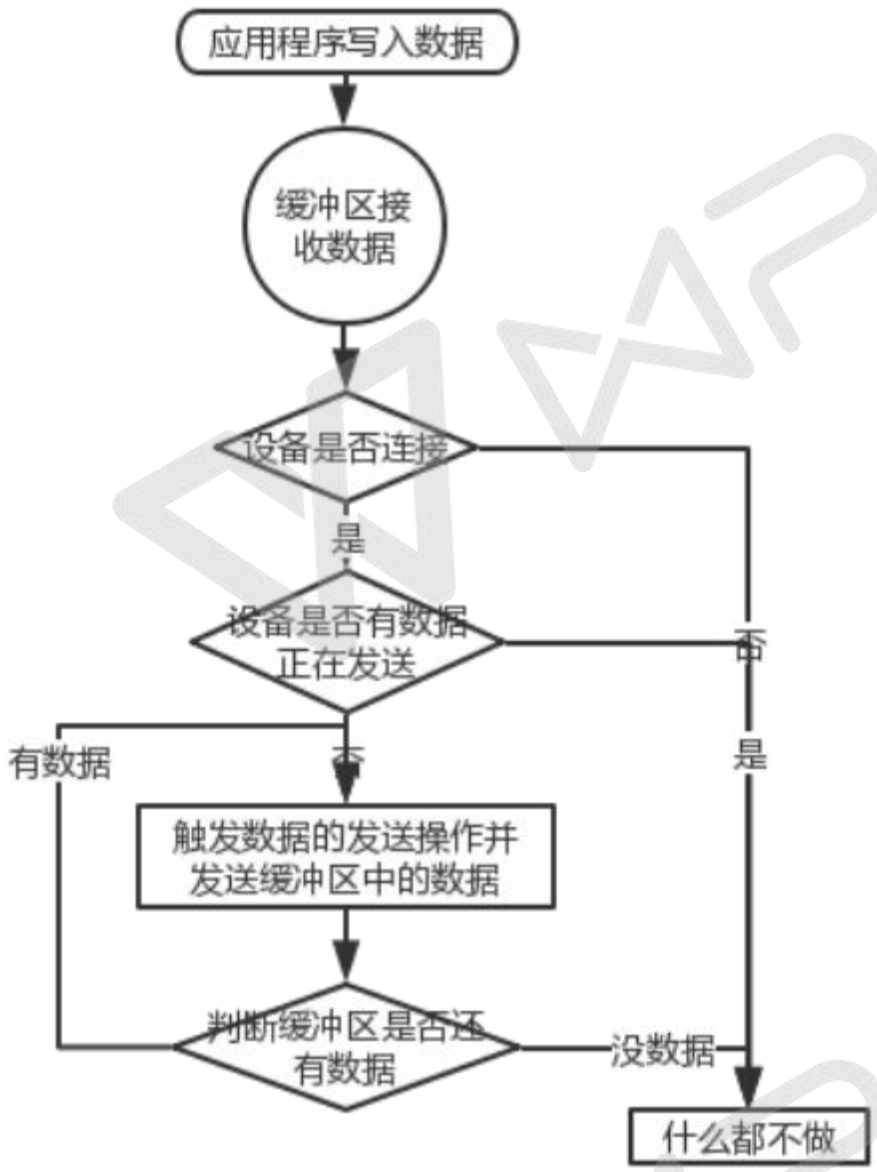 应用程序写入数据
缓冲区接
收数据
设备是否连接
是
设备是否有数据
正在发送
否
有数据
否
是
触发数据的发送操作并
发送缓冲区中的数据
判断缓冲区是否还
有数据
没数据
什么都不做